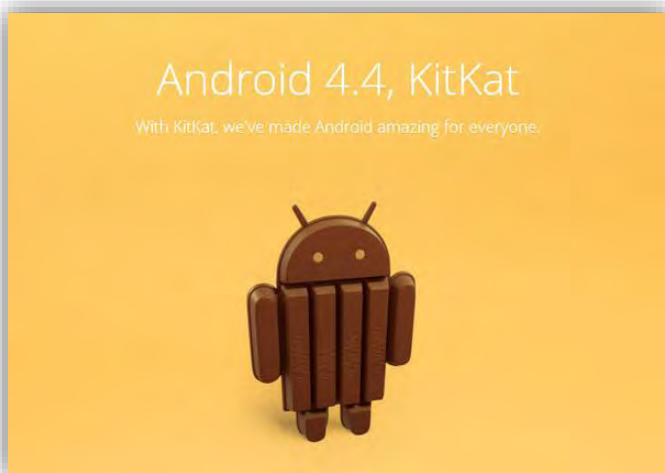 Android 4.4, KitKat
With KitKat, we've made Android amazing for everyone.